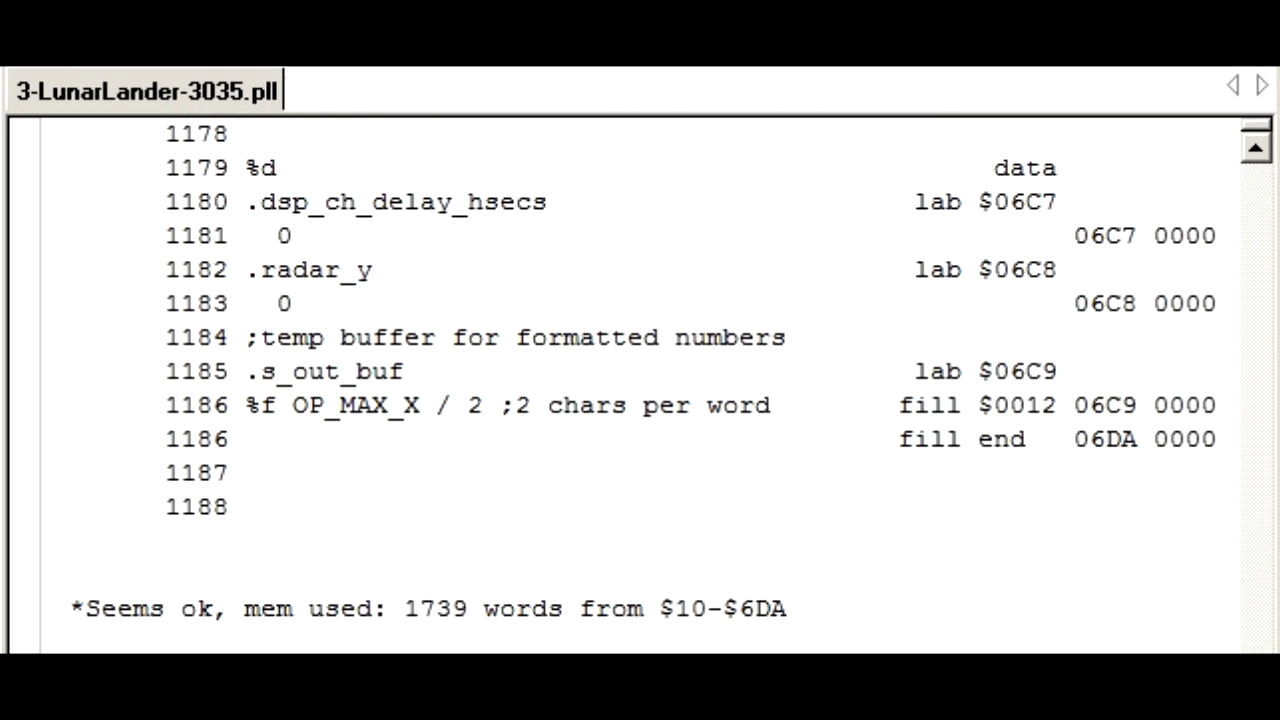 3-LunarLander-3035.pll
1178
1179 %d data
1180 .dsp_ch_delay_hsecs lab $06C7
1181 0 06C7 0000
1182 .radar_y lab $06C8
1183 0 06C8 0000
1184 ;temp buffer for formatted numbers
1185 .s_out_buf lab $06C9
1186 %f OP_MAX_X / 2 ;2 chars per word fill $0012 06C9 0000
1186 fill end 06DA 0000
1187
1188
*Seems ok, mem used: 1739 words from $10-$6DA